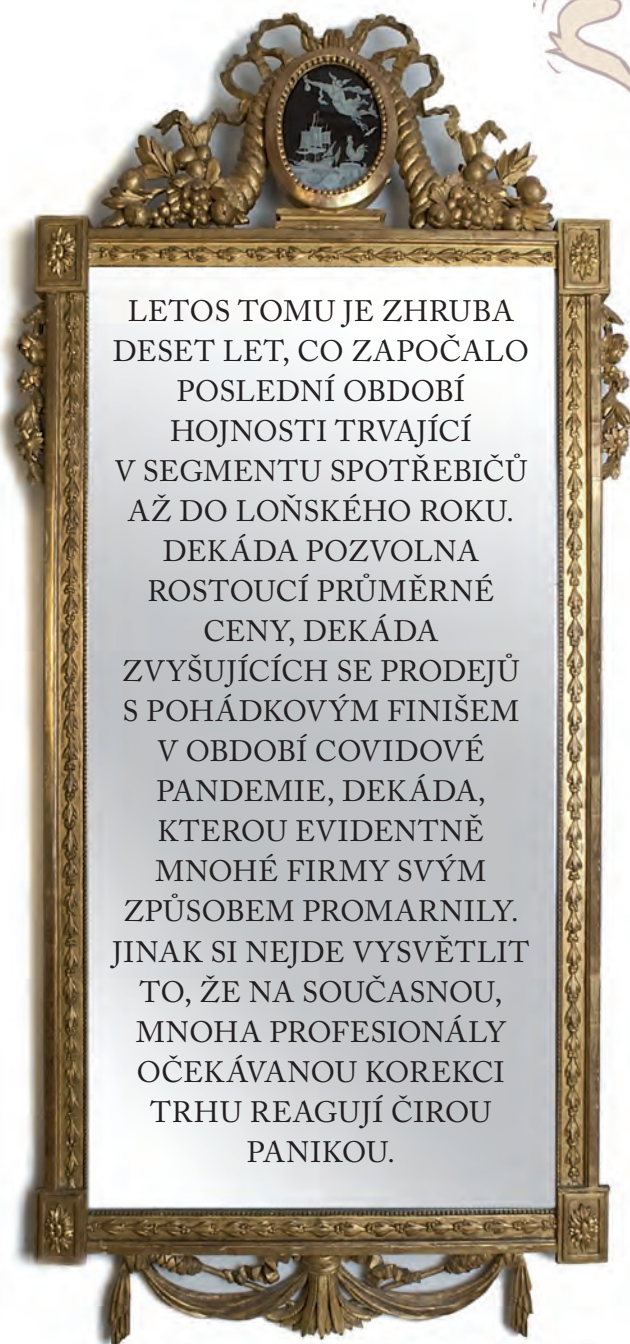 LETOS TOMU JE ZHRUBA
DESET LET, CO ZAPOČALO
POSLEDNÍ OBDOBÍ
HOJNOSTI TRVAJÍCÍ
V SEGMENTU SPOTŘEBIČŮ
AŽ DO LOŇSKÉHO ROKU.
DEKÁDA POZVOLNA
ROSTOUCÍ PRŮMĚRNÉ
CENY, DEKÁDA
ZVYŠUJÍCÍCH SE PRODEJŮ
S POHÁDKOVÝM FINIŠEM
V OBDOBÍ COVIDOVÉ
PANDEMIE, DEKÁDA,
KTEROU EVIDENTNĚ
MNOHÉ FIRMY SVÝM
ZPŮSOBEM PROMARNILY.
JINAK SI NEJDE VYSVĚTLIT
TO, ŽE NA SOUČASNOU,
MNOHA PROFESIONÁLY
OČEKÁVANOU KOREKCI
TRHU REAGUJÍ ČIROU
PANIKOU.